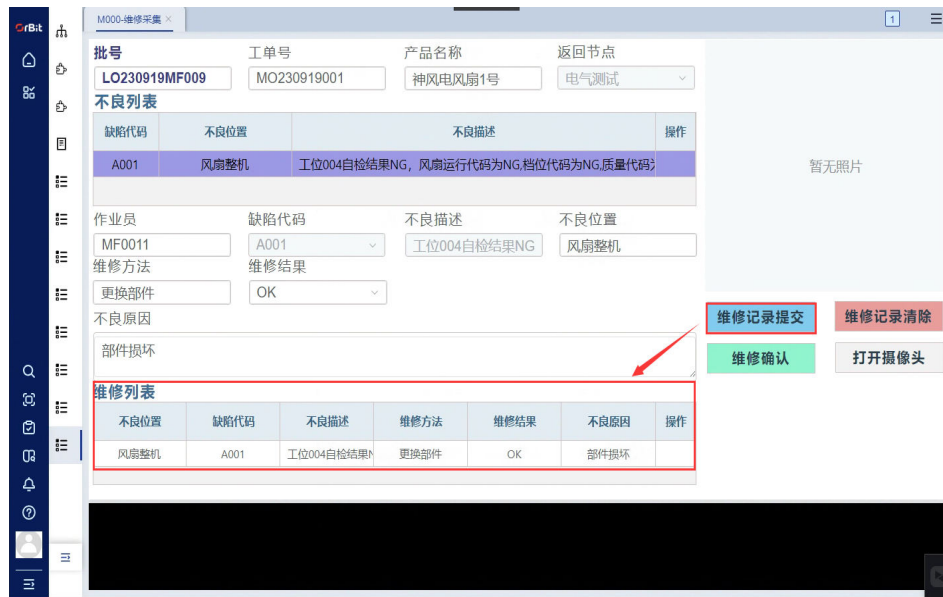 OrBit
M000-维修采集 ×
1
批号 工单号 产品名称 返回节点
LO230919MF009 MO230919001 神风电风扇1号 电气测试
不良列表
缺陷代码 不良位置 不良描述 操作
A001 风扇整机 工位004自检结果NG，风扇运行代码为NG,档位代码为NG,质量代码为
暂无照片
作业员 缺陷代码 不良描述 不良位置
MF0011 A001 工位004自检结果NG 风扇整机
维修方法 维修结果
更换部件 OK
不良原因
部件损坏
维修记录提交 维修记录清除
维修确认 打开摄像头
维修列表
不良位置 缺陷代码 不良描述 维修方法 维修结果 不良原因 操作
风扇整机 A001 工位004自检结果N 更换部件 OK 部件损坏